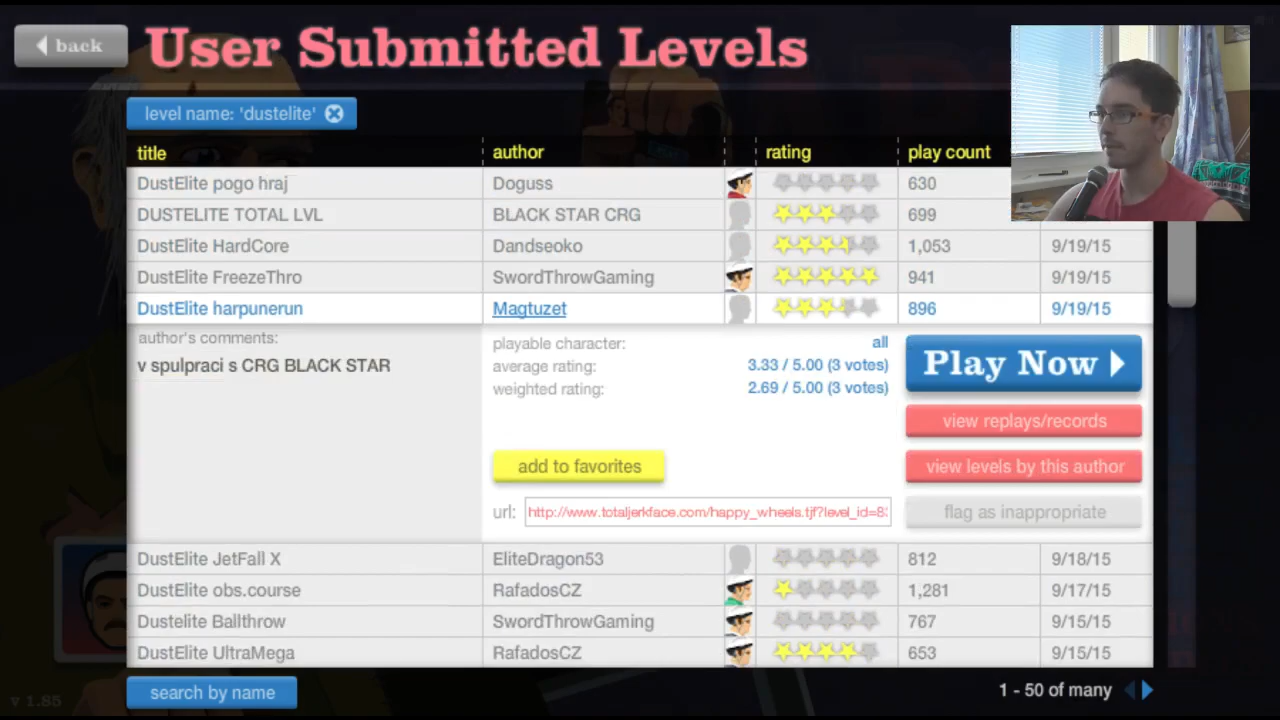 back
User Submitted Levels
level name: 'dustelite'
title author rating play count
DustElite pogo hraj Doguss 630
DUSTELITE TOTAL LVL BLACK STAR CRG 699
DustElite HardCore Dandseoko 1,053 9/19/15
DustElite FreezeThro SwordThrowGaming 941 9/19/15
DustElite harpunerun Magtuzet 896 9/19/15
author's comments:
v spulpraci s CRG BLACK STAR
playable character: all
average rating: 3.33 / 5.00 (3 votes)
weighted rating: 2.69 / 5.00 (3 votes)
add to favorites
url: http://www.totaljerkface.com/happy_wheels.tjf?level_id=8
Play Now
view replays/records
view levels by this author
flag as inappropriate
DustElite JetFall X EliteDragon53 812 9/18/15
DustElite obs.course RafadosCZ 1,281 9/17/15
Dustelite Ballthrow SwordThrowGaming 767 9/15/15
DustElite UltraMega RafadosCZ 653 9/15/15
v 1.85
search by name
1 - 50 of many